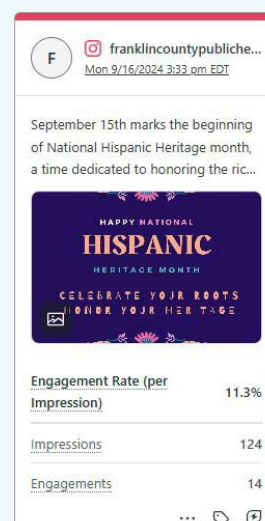 F
franklincountypubliche...
Mon 9/16/2024 3:33 pm EDT
September 15th marks the beginning
of National Hispanic Heritage month,
a time dedicated to honoring the ric...
HAPPY NATIONAL
HISPANIC
HERITAGE MONTH
CELEBRATE YOUR ROOTS
HONOR YOUR HERITAGE
Engagement Rate (per
Impression)
11.3%
Impressions
124
Engagements
14